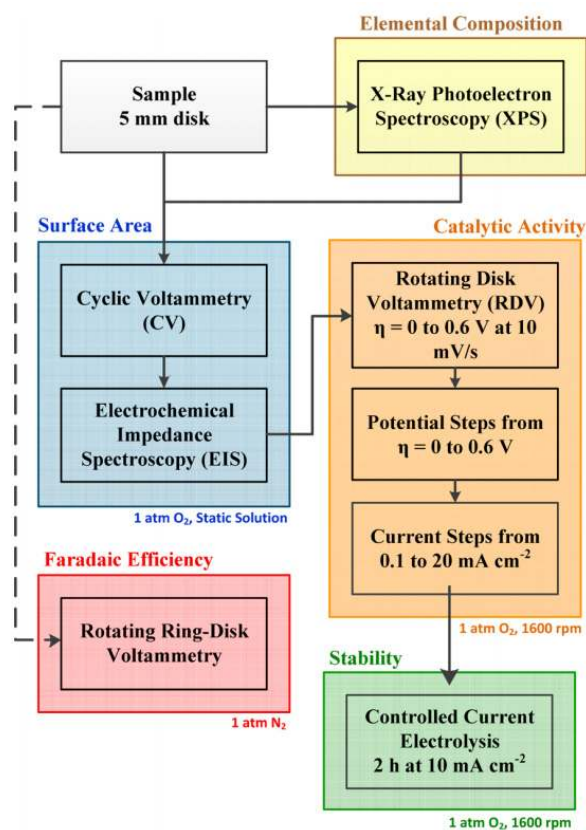 Elemental Composition
Sample
5 mm disk
X-Ray Photoelectron
Spectroscopy (XPS)
Surface Area
Cyclic Voltammetry
(CV)
Electrochemical
Impedance
Spectroscopy (EIS)
1 atm O₂, Static Solution
Catalytic Activity
Rotating Disk
Voltammetry (RDV)
η = 0 to 0.6 V at 10
mV/s
Potential Steps from
η = 0 to 0.6 V
Current Steps from
0.1 to 20 mA cm⁻²
1 atm O₂, 1600 rpm
Faradaic Efficiency
Rotating Ring-Disk
Voltammetry
1 atm N₂
Stability
Controlled Current
Electrolysis
2 h at 10 mA cm⁻²
1 atm O₂, 1600 rpm